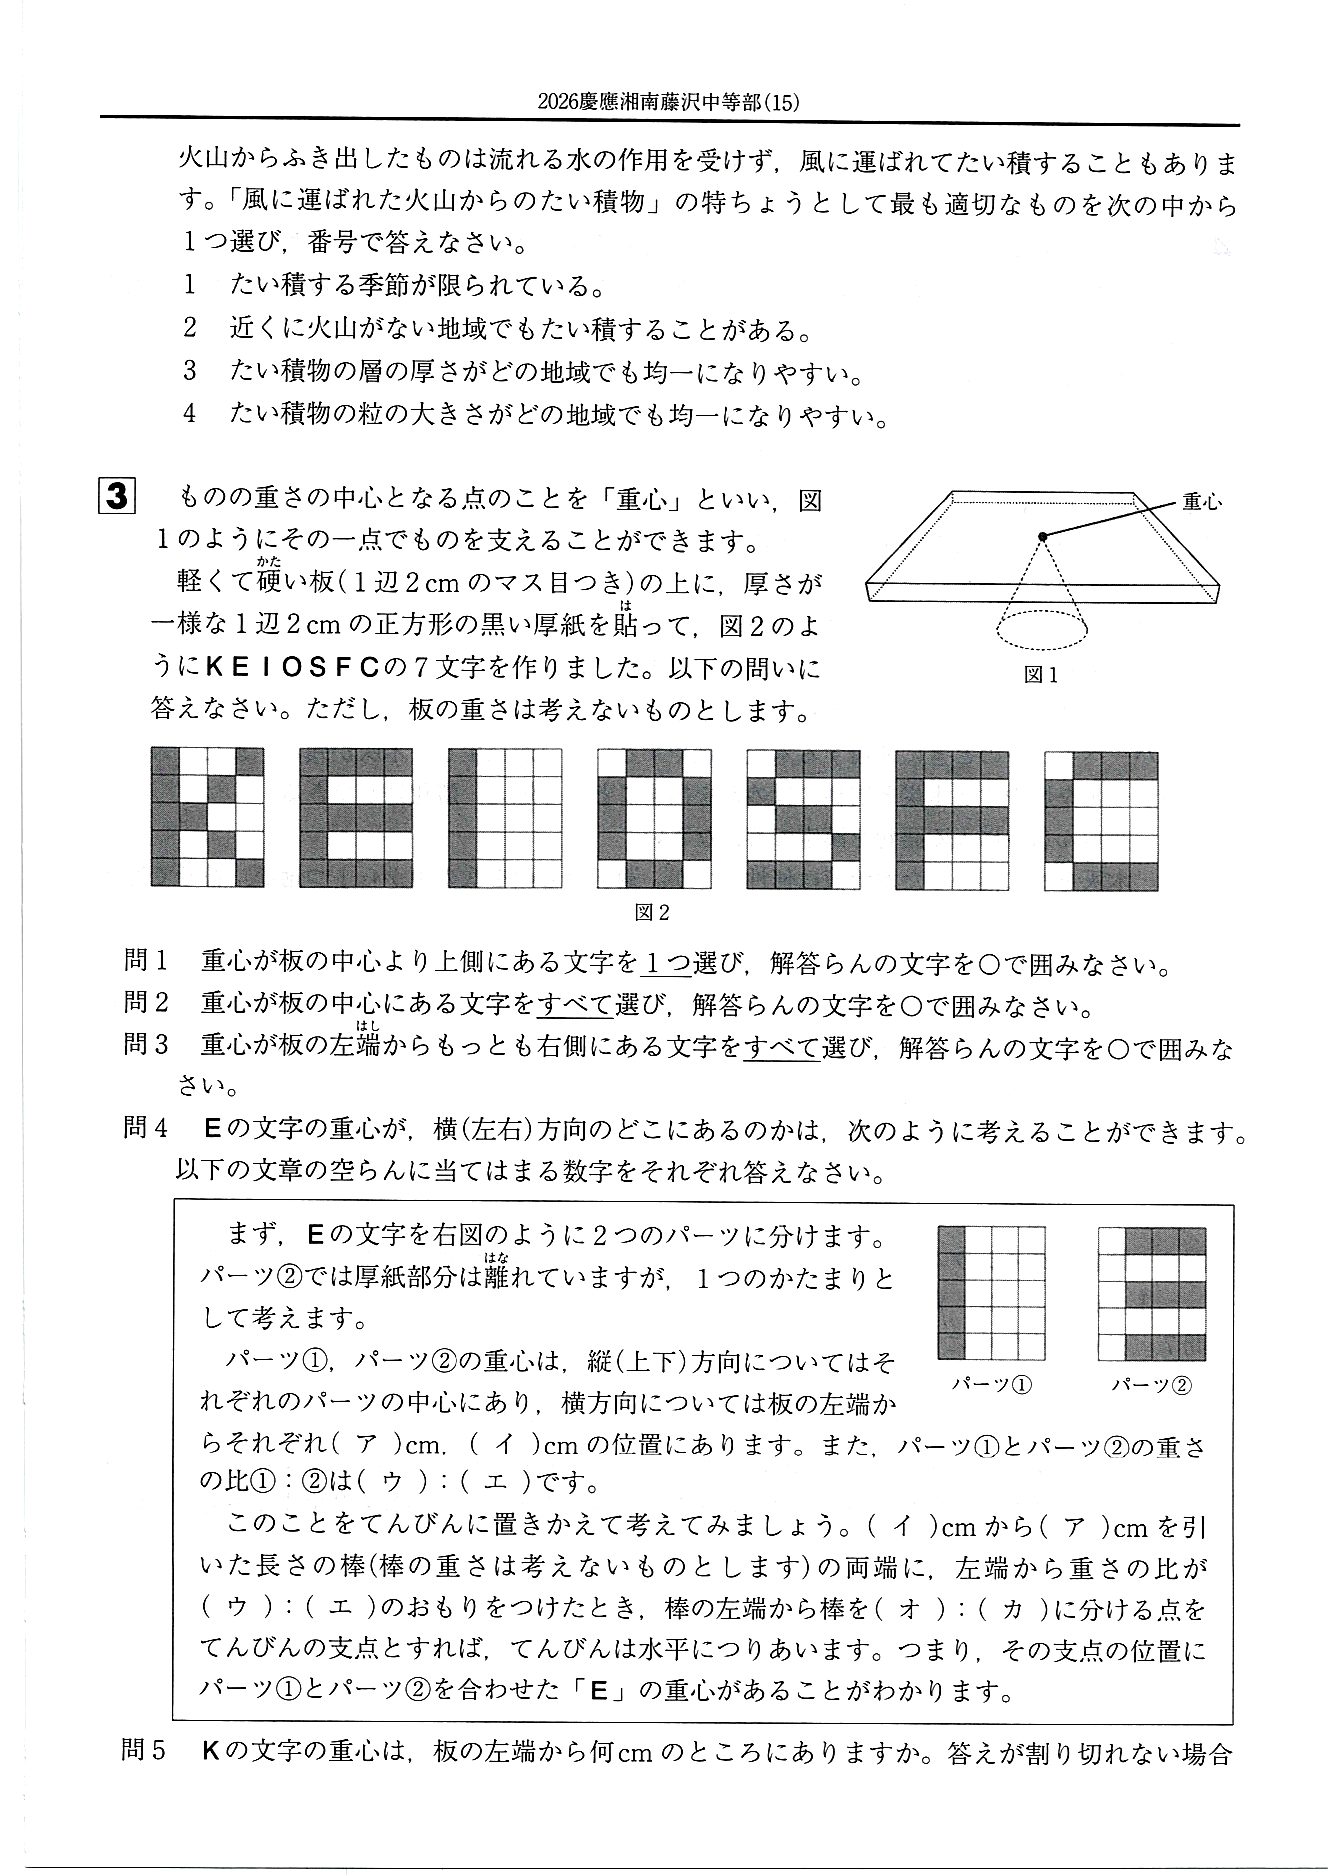 2026慶應湘南藤沢中等部(15)
火山からふき出したものは流れる水の作用を受けず，風に運ばれてたい積することもありま
す。「風に運ばれた火山からのたい積物」の特ちょうとして最も適切なものを次の中から
1つ選び，番号で答えなさい。
1　たい積する季節が限られている。
2　近くに火山がない地域でもたい積することがある。
3　たい積物の層の厚さがどの地域でも均一になりやすい。
4　たい積物の粒の大きさがどの地域でも均一になりやすい。
3　ものの重さの中心となる点のことを「重心」といい，図
1のようにその一点でものを支えることができます。
かた
軽くて硬い板(1辺2cmのマス目つき)の上に，厚さが
は
一様な1辺2cmの正方形の黒い厚紙を貼って，図2のよ
うにKEIOSFCの7文字を作りました。以下の問いに
答えなさい。ただし，板の重さは考えないものとします。
重心
図1
図2
問1　重心が板の中心より上側にある文字を1つ選び，解答らんの文字を○で囲みなさい。
問2　重心が板の中心にある文字をすべて選び，解答らんの文字を○で囲みなさい。
はし
問3　重心が板の左端からもっとも右側にある文字をすべて選び，解答らんの文字を○で囲みな
さい。
問4　Eの文字の重心が，横(左右)方向のどこにあるのかは，次のように考えることができます。
以下の文章の空らんに当てはまる数字をそれぞれ答えなさい。
まず，Eの文字を右図のように2つのパーツに分けます。
はな
パーツ②では厚紙部分は離れていますが，1つのかたまりと
して考えます。
パーツ①，パーツ②の重心は，縦(上下)方向についてはそ
れぞれのパーツの中心にあり，横方向については板の左端か
らそれぞれ( ア )cm，( イ )cmの位置にあります。また，パーツ①とパーツ②の重さ
の比①：②は( ウ )：( エ )です。
パーツ①
パーツ②
このことをてんびんに置きかえて考えてみましょう。( イ )cmから( ア )cmを引
いた長さの棒(棒の重さは考えないものとします)の両端に，左端から重さの比が
( ウ )：( エ )のおもりをつけたとき，棒の左端から棒を( オ )：( カ )に分ける点を
てんびんの支点とすれば，てんびんは水平につりあいます。つまり，その支点の位置に
パーツ①とパーツ②を合わせた「E」の重心があることがわかります。
問5　Kの文字の重心は，板の左端から何cmのところにありますか。答えが割り切れない場合